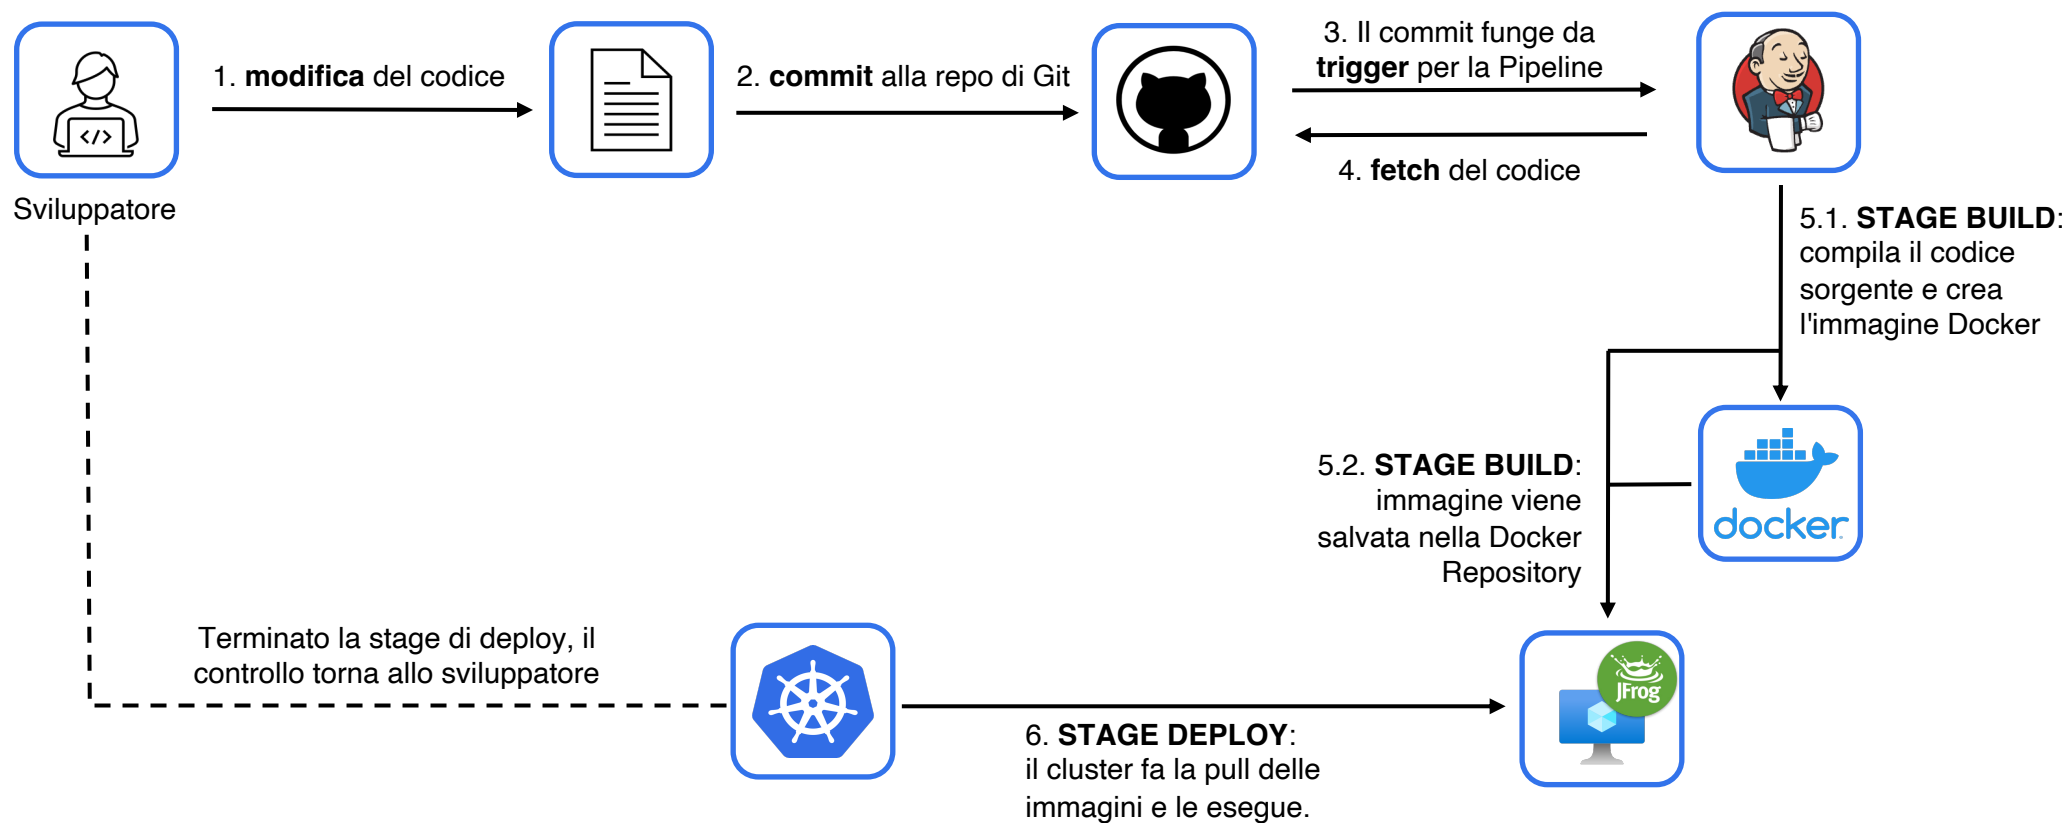 1. modifica del codice
2. commit alla repo di Git
3. Il commit funge da
trigger per la Pipeline
4. fetch del codice
</>
Sviluppatore
5.1. STAGE BUILD:
compila il codice
sorgente e crea
l'immagine Docker
docker
5.2. STAGE BUILD:
immagine viene
salvata nella Docker
Repository
JFrog
Terminato la stage di deploy, il
controllo torna allo sviluppatore
6. STAGE DEPLOY:
il cluster fa la pull delle
immagini e le esegue.